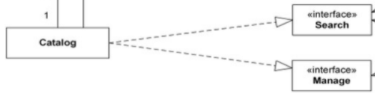 1
«interface»
Search
Catalog
«interface»
Manage